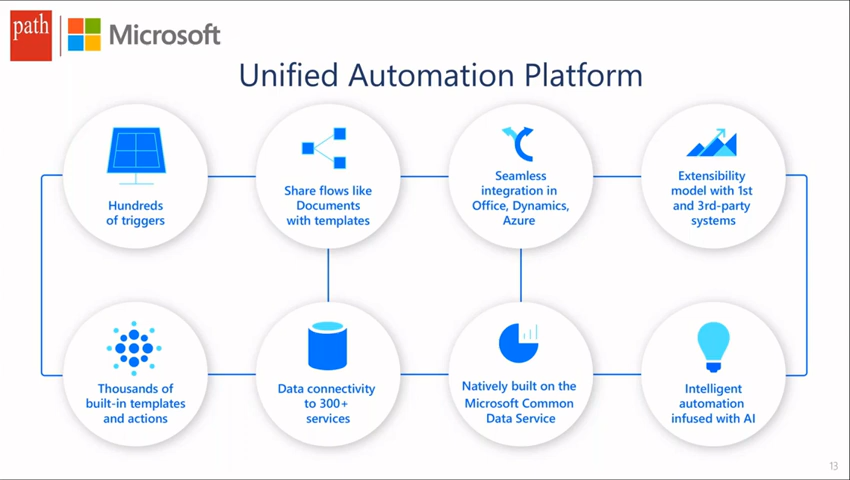 path
Microsoft
Unified Automation Platform
Hundreds
of triggers
Share flows like
Documents
with templates
Seamless
integration in
Office, Dynamics,
Azure
Extensibility
model with 1st
and 3rd-party
systems
Thousands of
built-in templates
and actions
Data connectivity
to 300+
services
Natively built on the
Microsoft Common
Data Service
Intelligent
automation
infused with AI
13